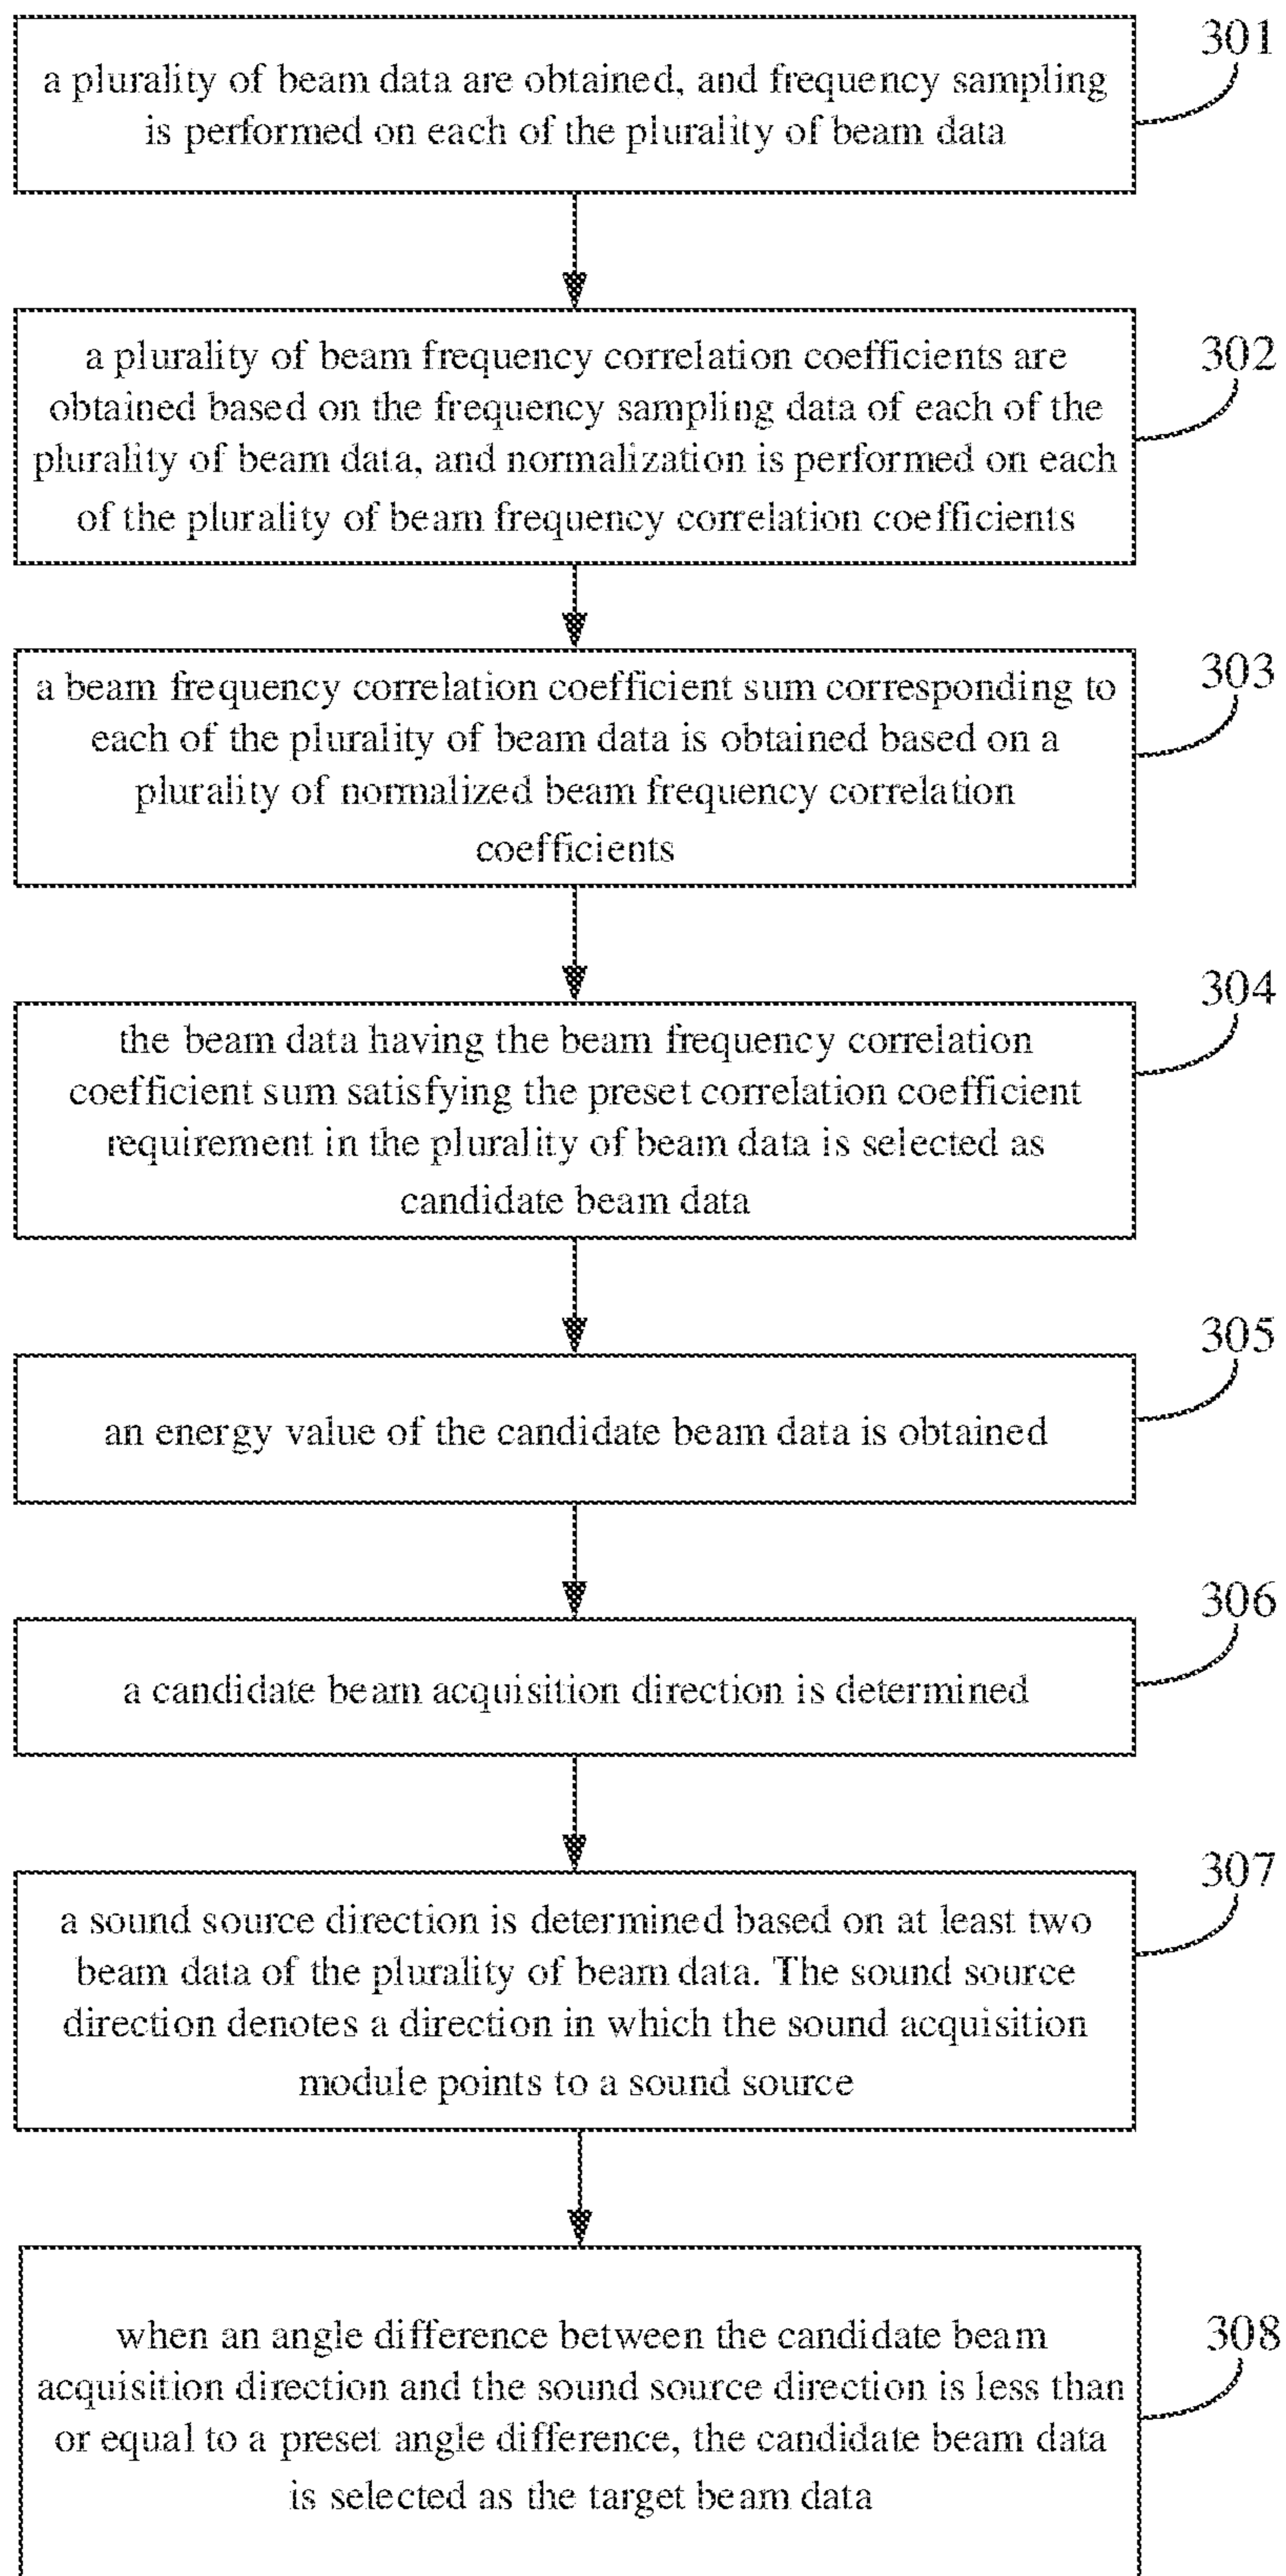 301
a plurality of beam data are obtained, and frequency sampling
is performed on each of the plurality of beam data
302
a plurality of beam frequency correlation coefficients are
obtained based on the frequency sampling data of each of the
plurality of beam data, and normalization is performed on each
of the plurality of beam frequency correlation coefficients
303
a beam frequency correlation coefficient sum corresponding to
each of the plurality of beam data is obtained based on a
plurality of normalized beam frequency correlation
coefficients
304
the beam data having the beam frequency correlation
coefficient sum satisfying the preset correlation coefficient
requirement in the plurality of beam data is selected as
candidate beam data
305
an energy value of the candidate beam data is obtained
306
a candidate beam acquisition direction is determined
307
a sound source direction is determined based on at least two
beam data of the plurality of beam data. The sound source
direction denotes a direction in which the sound acquisition
module points to a sound source
308
when an angle difference between the candidate beam
acquisition direction and the sound source direction is less than
or equal to a preset angle difference, the candidate beam data
is selected as the target beam data